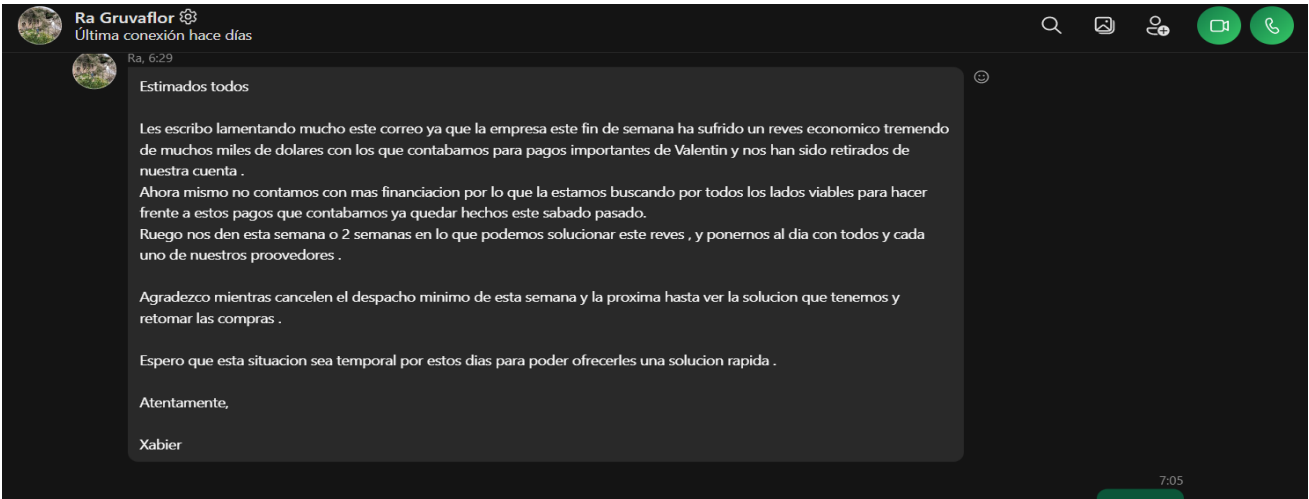 Ra Gruvaflor
Última conexión hace días
Ra, 6:29
Estimados todos
Les escribo lamentando mucho este correo ya que la empresa este fin de semana ha sufrido un reves economico tremendo
de muchos miles de dolares con los que contabamos para pagos importantes de Valentin y nos han sido retirados de
nuestra cuenta .
Ahora mismo no contamos con mas financiacion por lo que la estamos buscando por todos los lados viables para hacer
frente a estos pagos que contabamos ya quedar hechos este sabado pasado.
Ruego nos den esta semana o 2 semanas en lo que podemos solucionar este reves , y ponernos al dia con todos y cada
uno de nuestros proovedores .
Agradezco mientras cancelen el despacho minimo de esta semana y la proxima hasta ver la solucion que tenemos y
retomar las compras .
Espero que esta situacion sea temporal por estos dias para poder ofrecerles una solucion rapida .
Atentamente,
Xabier
7:05